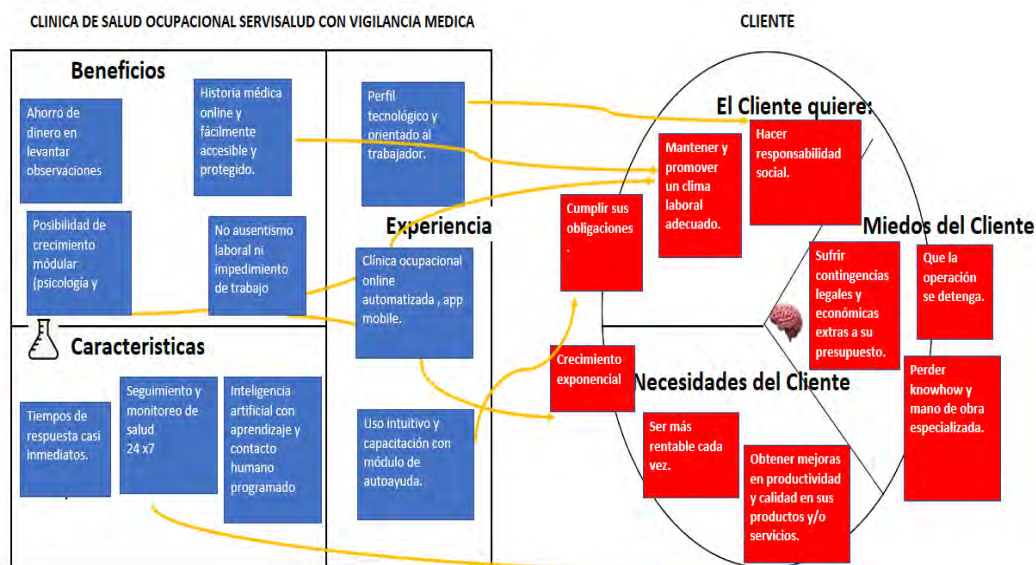 CLINICA DE SALUD OCUPACIONAL SERVISALUD CON VIGILANCIA MEDICA
CLIENTE
Beneficios
Ahorro de
dinero en
levantar
observaciones
Historia médica
online y
fácilmente
accesible y
protegido.
Posibilidad de
crecimiento
módular
(psicología y
No ausentismo
laboral ni
impedimiento
de trabajo
Caracteristicas
Tiempos de
respuesta casi
inmediatos.
Seguimiento y
monitoreo de
salud
24 x7
Inteligencia
artificial con
aprendizaje y
contacto
humano
programado
Perfil
tecnológico y
orientado al
trabajador.
Experiencia
Clínica ocupacional
online
automatizada , app
mobile.
Uso intuitivo y
capacitación con
módulo de
autoayuda.
El Cliente quiere:
Mantener y
promover
un clima
laboral
adecuado.
Hacer
responsabilidad
social.
Cumplir sus
obligaciones
.
Miedos del Cliente
Sufrir
contingencias
legales y
económicas
extras a su
presupuesto.
Que la
operación
se detenga.
Perder
knowhow y
mano de obra
especializada.
Crecimiento
exponencial
Necesidades del Cliente
Ser más
rentable cada
vez.
Obtener mejoras
en productividad
y calidad en sus
productos y/o
servicios.